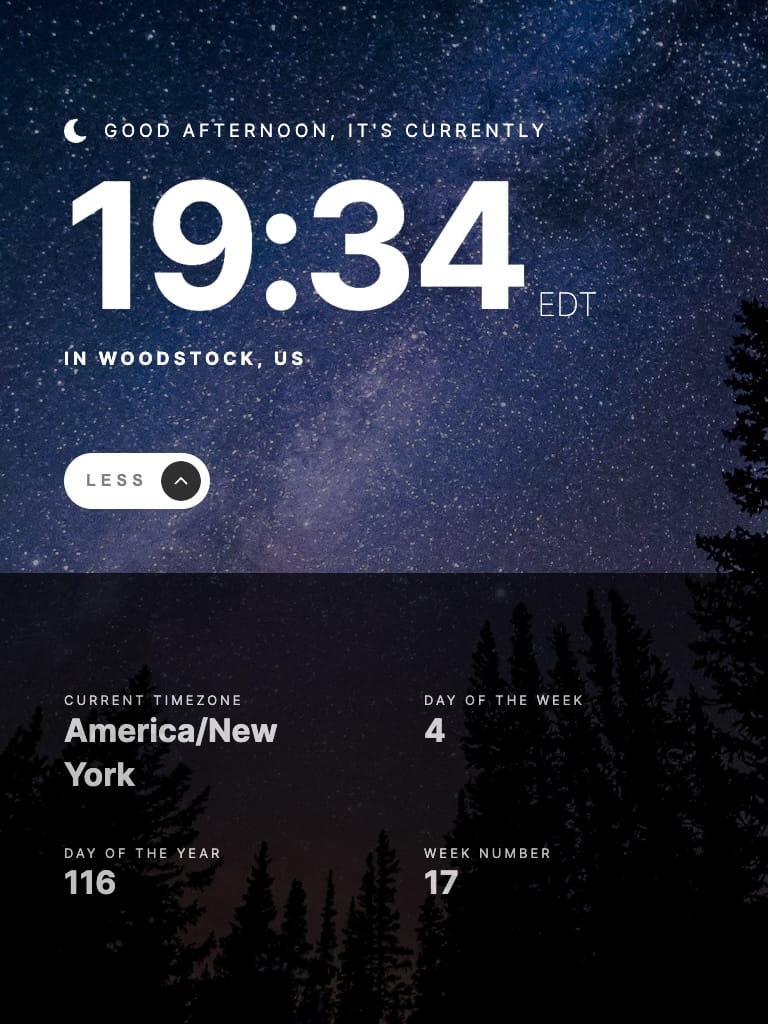 GOOD AFTERNOON, IT'S CURRENTLY
19:34 EDT
IN WOODSTOCK, US
LESS
CURRENT TIMEZONE
America/New
York
DAY OF THE WEEK
4
DAY OF THE YEAR
116
WEEK NUMBER
17